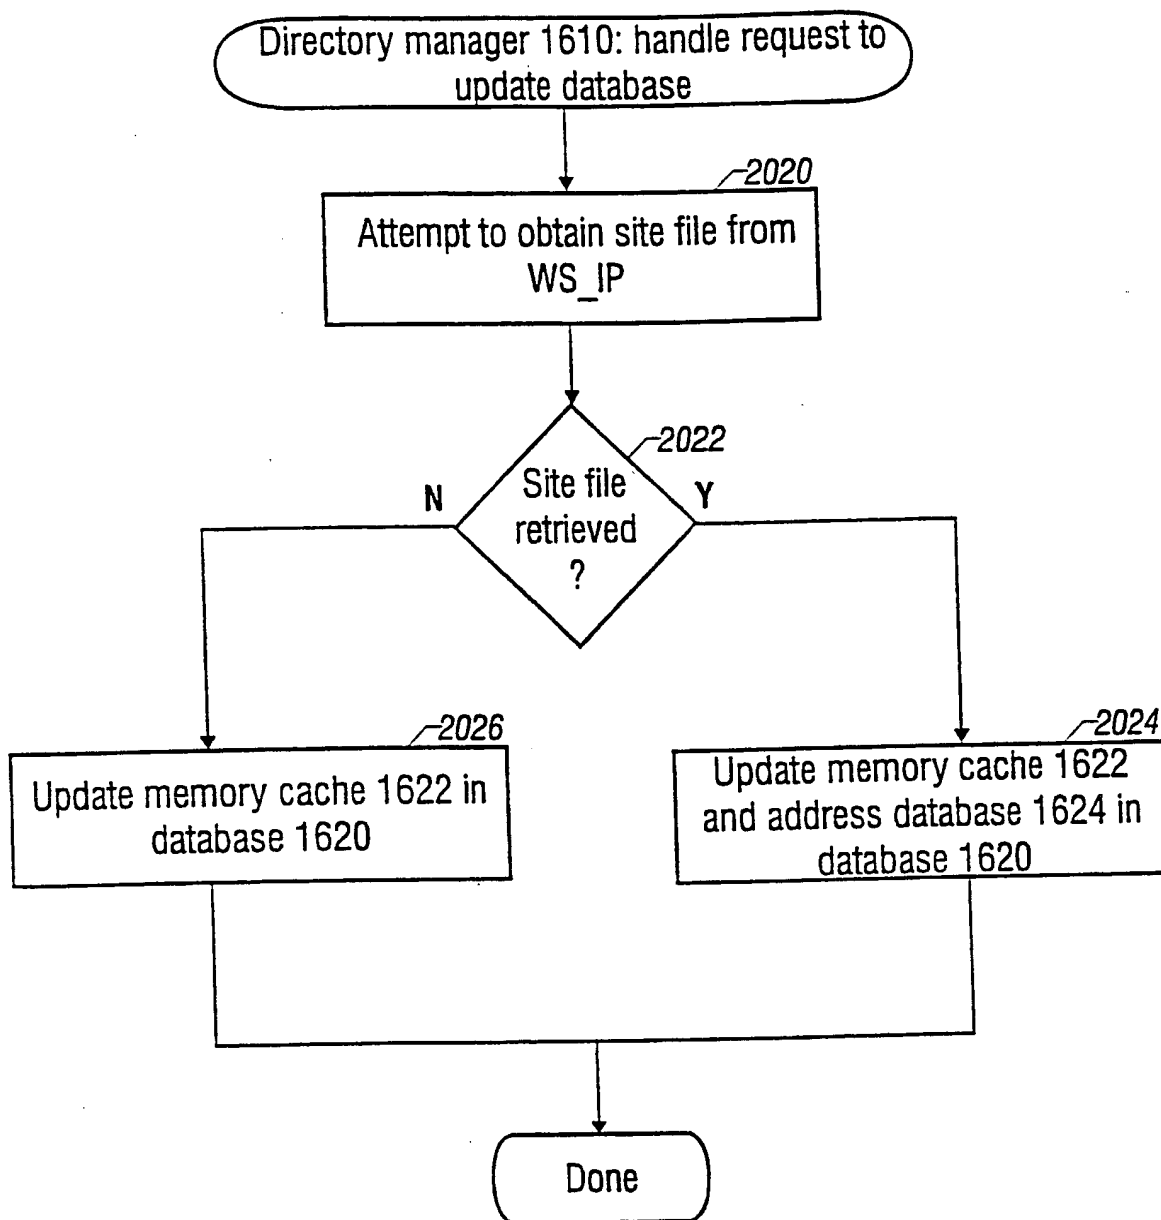 Directory manager 1610: handle request to
update database
2020
Attempt to obtain site file from
WS_IP
2022
N
Site file
retrieved
?
Y
2026
Update memory cache 1622 in
database 1620
2024
Update memory cache 1622
and address database 1624 in
database 1620
Done